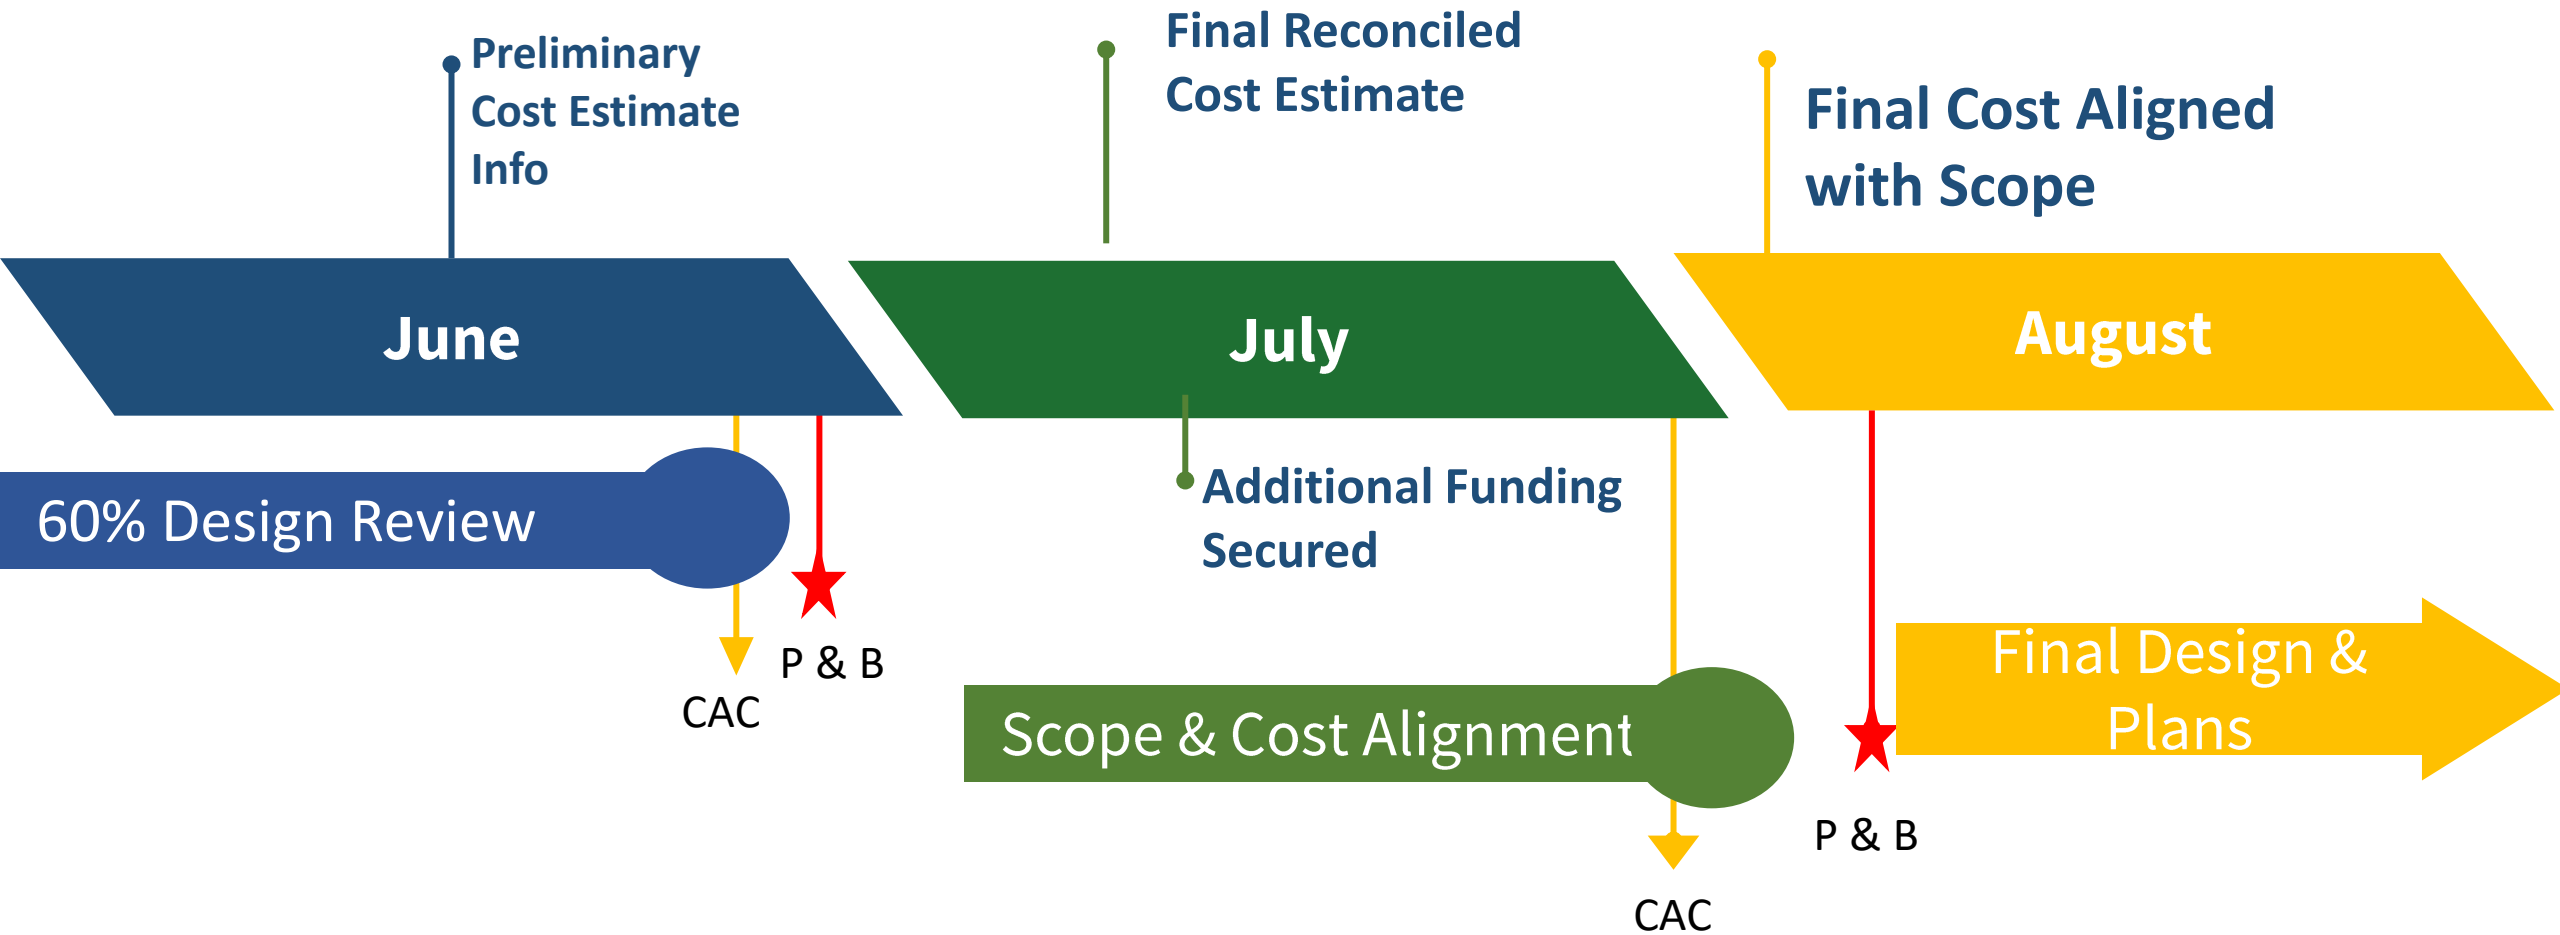 Preliminary
Cost Estimate
Info
Final Reconciled
Cost Estimate
Final Cost Aligned
with Scope
June
July
August
60% Design Review
Additional Funding
Secured
P & B
CAC
Scope & Cost Alignment
Final Design &
Plans
P & B
CAC